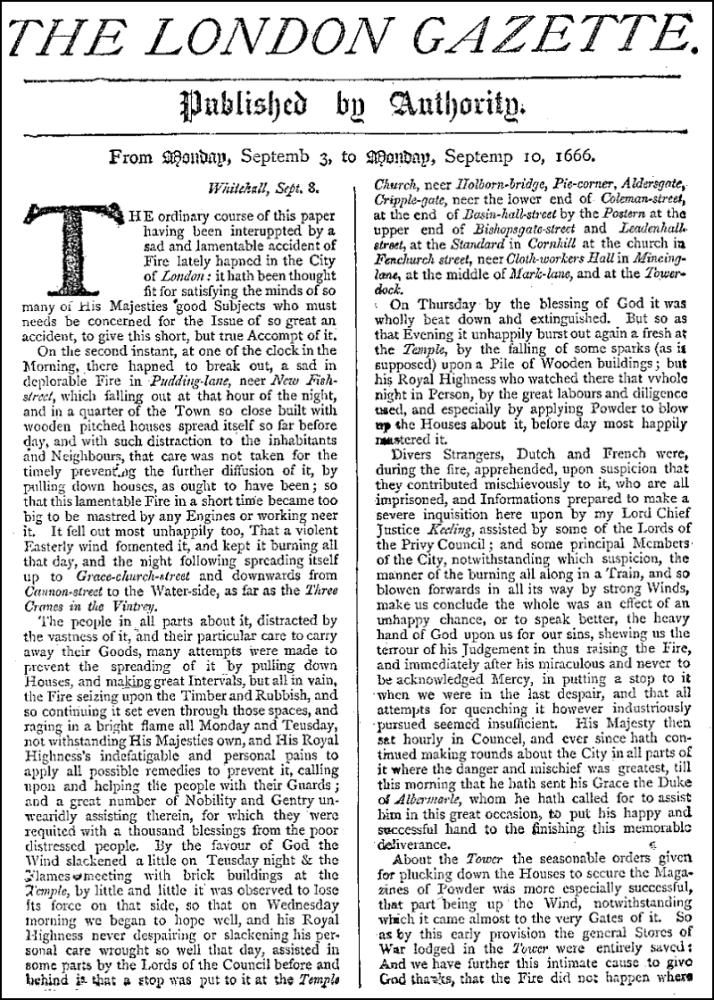 THE LONDON GAZETTE.
Published by Authority.
From Monday, Septemb 3, to Monday, Septemp 10, 1666.
Whitehall, Sept. 8.
THE ordinary course of this paper
having been interuppted by a
sad and lamentable accident of
Fire lately hapned in the City
of London: it hath been thought
fit for satisfying the minds of so
many of His Majesties good Subjects who must
needs be concerned for the Issue of so great an
accident, to give this short, but true Accompt of it.
On the second instant, at one of the clock in the
Morning, there hapned to break out, a sad in
deplorable Fire in Pudding-lane, neer New Fish-
street, which falling out at that hour of the night,
and in a quarter of the Town so close built with
wooden pitched houses spread itself so far before
day, and with such distraction to the inhabitants
and Neighbours, that care was not taken for the
timely preventing the further diffusion of it, by
pulling down houses, as ought to have been; so
that this lamentable Fire in a short time became too
big to be mastred by any Engines or working neer
it. It fell out most unhappily too, That a violent
Easterly wind fomented it, and kept it burning all
that day, and the night following spreading itself
up to Grace-church-street and downwards from
Cannon-street to the Water-side, as far as the Three
Cranes in the Vintrey.
The people in all parts about it, distracted by
the vastness of it, and their particular care to carry
away their Goods, many attempts were made to
prevent the spreading of it by pulling down
Houses, and making great Intervals, but all in vain,
the Fire seizing upon the Timber and Rubbish, and
so continuing it set even through those spaces, and
raging in a bright flame all Monday and Teusday,
not withstanding His Majesties own, and His Royal
Highness's indefatigable and personal pains to
apply all possible remedies to prevent it, calling
upon and helping the people with their Guards;
and a great number of Nobility and Gentry un-
weariedly assisting therein, for which they were
requited with a thousand blessings from the poor
distressed people. By the favour of God the
Wind slackened a little on Teusday night & the
Flames meeting with brick buildings at the
Temple, by little and little it was observed to lose
its force on that side, so that on Wednesday
morning we began to hope well, and his Royal
Highness never despairing or slackening his per-
sonal care wrought so well that day, assisted in
some parts by the Lords of the Council before and
behind it that a stop was put to it at the Temple
Church, neer Holborn-bridge, Pie-corner, Aldersgate,
Cripple-gate, neer the lower end of Coleman-street,
at the end of Basin-hall-street by the Postern at the
upper end of Bishopsgate-street and Leadenhall-
street, at the Standard in Cornhill at the church in
Fenchurch street, neer Cloth-workers Hall in Mincing-
lane, at the middle of Mark-lane, and at the Tower-
dock.
On Thursday by the blessing of God it was
wholly beat down and extinguished. But so as
that Evening it unhappily burst out again a fresh at
the Temple, by the falling of some sparks (as is
supposed) upon a Pile of Wooden buildings; but
his Royal Highness who watched there that vvhole
night in Person, by the great labours and diligence
used, and especially by applying Powder to blow
up the Houses about it, before day most happily
mastered it.
Divers Strangers, Dutch and French were,
during the fire, apprehended, upon suspicion that
they contributed mischievously to it, who are all
imprisoned, and Informations prepared to make a
severe inquisition here upon by my Lord Chief
Justice Keeling, assisted by some of the Lords of
the Privy Council; and some principal Members
of the City, notwithstanding which suspicion, the
manner of the burning all along in a Train, and so
blowen forwards in all its way by strong Winds,
make us conclude the whole was an effect of an
unhappy chance, or to speak better, the heavy
hand of God upon us for our sins, shewing us the
terrour of his Judgement in thus raising the Fire,
and immediately after his miraculous and never to
be acknowledged Mercy, in putting a stop to it
when we were in the last despair, and that all
attempts for quenching it however industriously
pursued seemed insufficient. His Majesty then
sat hourly in Councel, and ever since hath con-
tinued making rounds about the City in all parts of
it where the danger and mischief was greatest, till
this morning that he hath sent his Grace the Duke
of Albermarle, whom he hath called for to assist
him in this great occasion, to put his happy and
successful hand to the finishing this memorable
deliverance.
About the Tower the seasonable orders given
for plucking down the Houses to secure the Maga-
zines of Powder was more especially successful,
that part being up the Wind, notwithstanding
which it came almost to the very Gates of it. So
as by this early provision the general Stores of
War lodged in the Tower were entirely saved:
And we have further this intimate cause to give
God thanks, that the Fire did not happen where